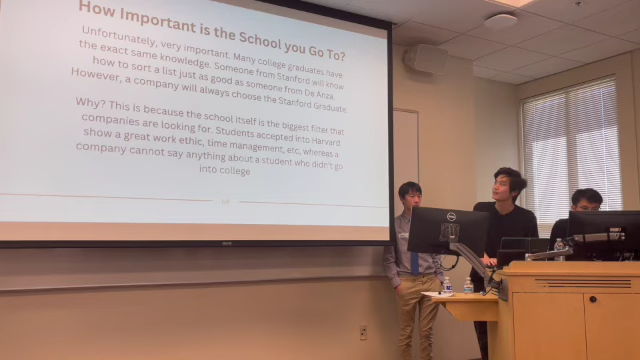 How Important is the School you Go To?
Unfortunately, very important. Many college graduates have
the exact same knowledge. Someone from Stanford will know
how to sort a list just as good as someone from De Anza.
However, a company will always choose the Stanford Graduate.
Why? This is because the school itself is the biggest filter that
companies are looking for. Students accepted into Harvard
show a great work ethic, time management, etc, whereas a
company cannot say anything about a student who didn't go
into college
DELL